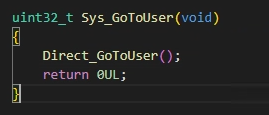 uint32_t Sys_GoToUser(void)
{
    Direct_GoToUser();
    return 0UL;
}